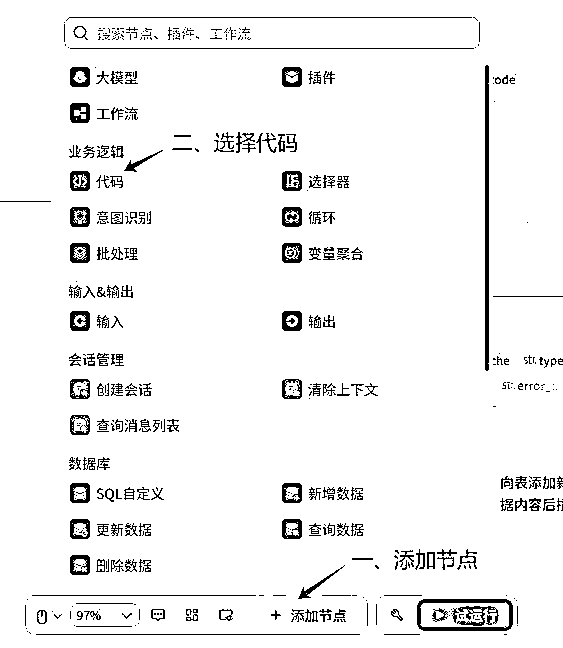 搜索节点、插件、工作流
大模型 插件
工作流
业务逻辑
二、选择代码
代码 选择器
意图识别 循环
批处理 变量聚合
输入&输出
输入 输出
会话管理
创建会话 清除上下文
查询消息列表
数据库
SQL自定义 新增数据
更新数据 查询数据
删除数据
一、添加节点
97% + 添加节点 试运行
code
str. type
str. error_
向表添加新
据内容后